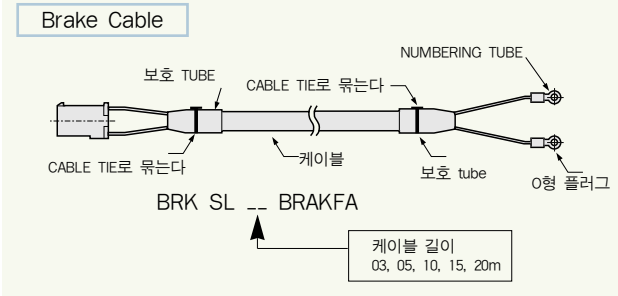 Brake Cable
NUMBERING TUBE
보호 TUBE
CABLE TIE로 묶는다
CABLE TIE로 묶는다
케이블
보호 tube
O형 플러그
BRK SL __ BRAKFA
케이블 길이
03, 05, 10, 15, 20m